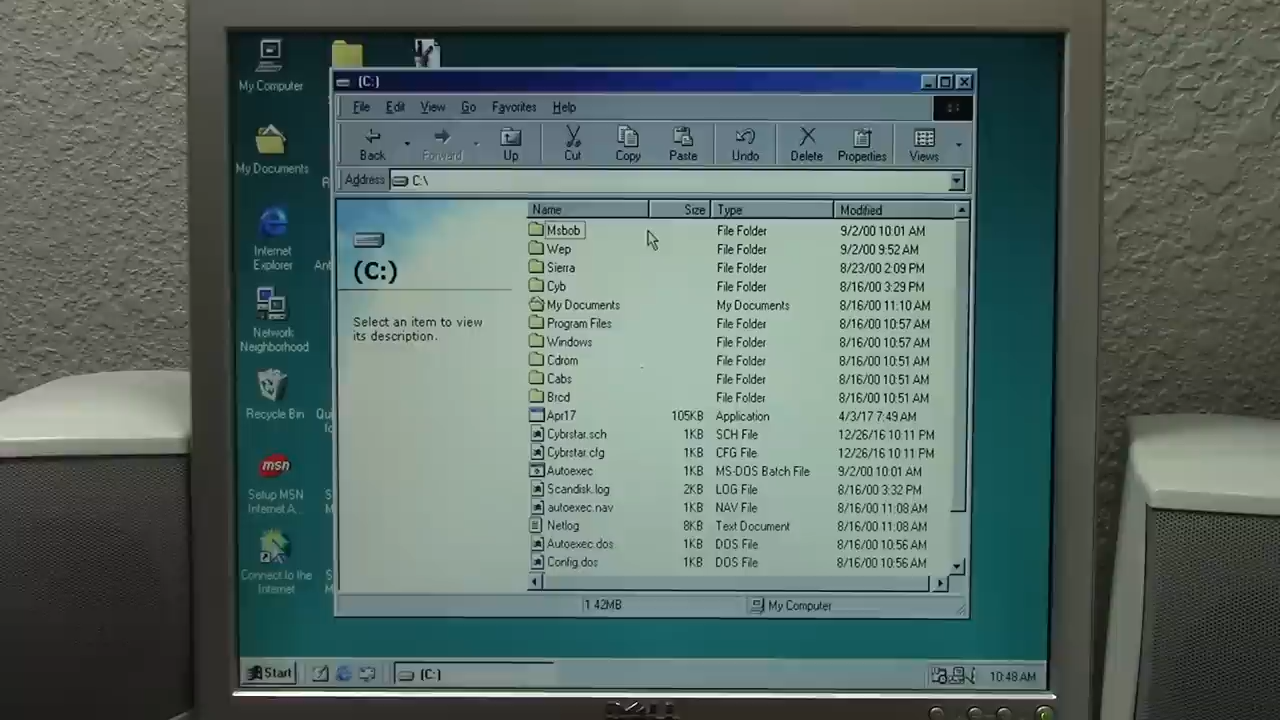 My Computer
My Documents
Internet
Explorer
Network
Neighborhood
Recycle Bin
msn
Setup MSN
Internet A...
Connect to the
Internet
(C:)
File Edit View Go Favorites Help
Back Forward Up Cut Copy Paste Undo Delete Properties Views
Address C:\
(C:)
Select an item to view
its description.
Name Size Type Modified
Msbob File Folder 9/2/00 10:01 AM
Wep File Folder 9/2/00 9:52 AM
Sierra File Folder 8/23/00 2:09 PM
Cyb File Folder 8/16/00 3:29 PM
My Documents My Documents 8/16/00 11:10 AM
Program Files File Folder 8/16/00 10:57 AM
Windows File Folder 8/16/00 10:57 AM
Cdrom File Folder 8/16/00 10:51 AM
Cabs File Folder 8/16/00 10:51 AM
Brcd File Folder 8/16/00 10:51 AM
Apr17 105KB Application 4/3/17 7:49 AM
Cybrstar.sch 1KB SCH File 12/26/16 10:11 PM
Cybrstar.cfg 1KB CFG File 12/26/16 10:11 PM
Autoexec 1KB MS-DOS Batch File 9/2/00 10:01 AM
Scandisk.log 2KB LOG File 8/16/00 3:32 PM
autoexec.nav 1KB NAV File 8/16/00 11:08 AM
Netlog 8KB Text Document 8/16/00 11:08 AM
Autoexec.dos 1KB DOS File 8/16/00 10:56 AM
Config.dos 1KB DOS File 8/16/00 10:56 AM
1.42MB My Computer
Start (C:) 10:48 AM
DELL